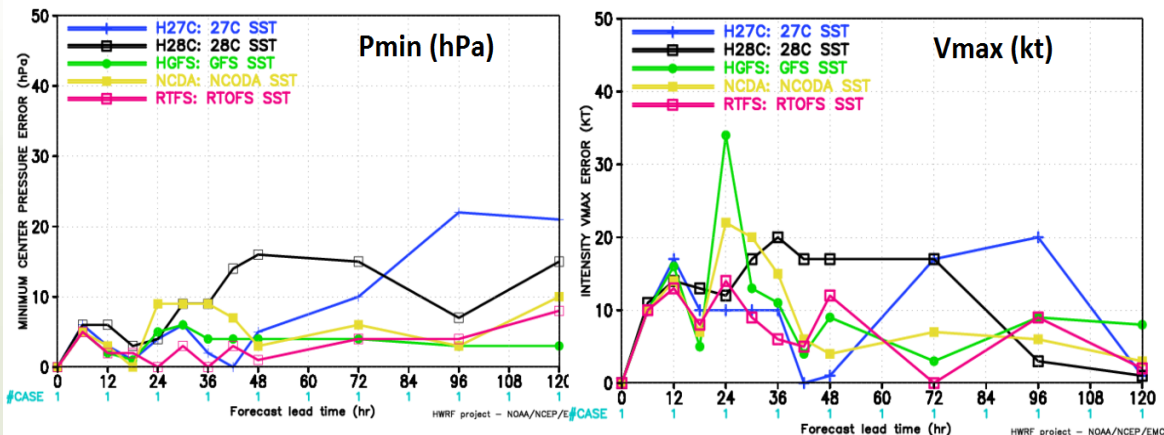 Pmin (hPa)
H27C: 27C SST
H28C: 28C SST
HGFS: GFS SST
NCDA: NCODA SST
RTFS: RTOFS SST
MINIMUM CENTER PRESSURE ERROR (hPa)
50
40
30
20
10
0
0 12 24 36 48 60 72 84 96 108 120
#CASE 1 1 1 1 1 1 1 1 1 1 1
Forecast lead time (hr)
HWRF project - NOAA/NCEP/E
Vmax (kt)
H27C: 27C SST
H28C: 28C SST
HGFS: GFS SST
NCDA: NCODA SST
RTFS: RTOFS SST
INTENSITY VMAX ERROR (KT)
50
40
30
20
10
0
0 12 24 36 48 60 72 84 96 108 120
#CASE 1 1 1 1 1 1 1 1 1 1 1
Forecast lead time (hr)
HWRF project - NOAA/NCEP/EMC